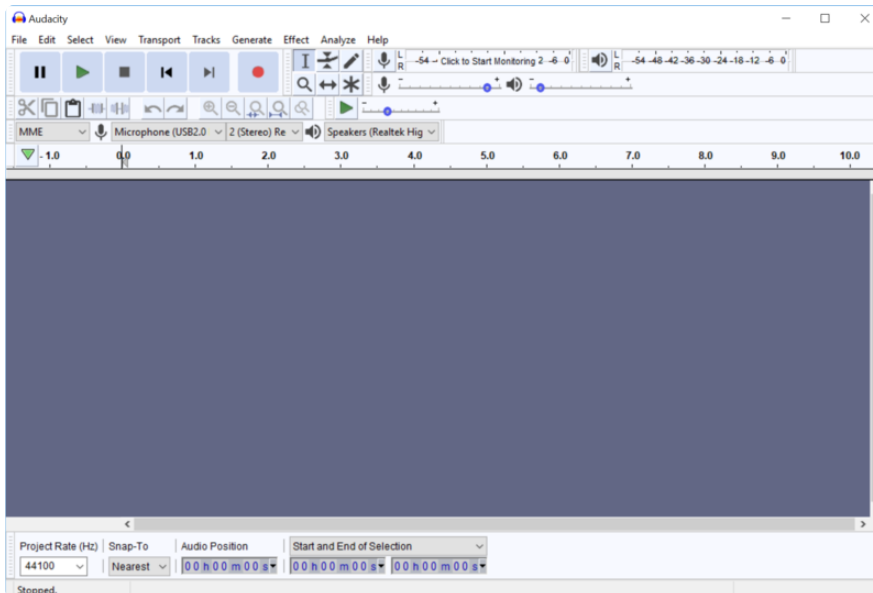 Audacity
File Edit Select View Transport Tracks Generate Effect Analyze Help
L R -54 -- Click to Start Monitoring 2 -6 0 L R -54 -48 -42 -36 -30 -24 -18 -12 -6 0
MME Microphone (USB2.0 2 (Stereo) Re Speakers (Realtek Hig
- 1.0 0.0 1.0 2.0 3.0 4.0 5.0 6.0 7.0 8.0 9.0 10.0
Project Rate (Hz) Snap-To Audio Position Start and End of Selection
44100 Nearest 00 h 00 m 00 s 00 h 00 m 00 s 00 h 00 m 00 s
Stopped.